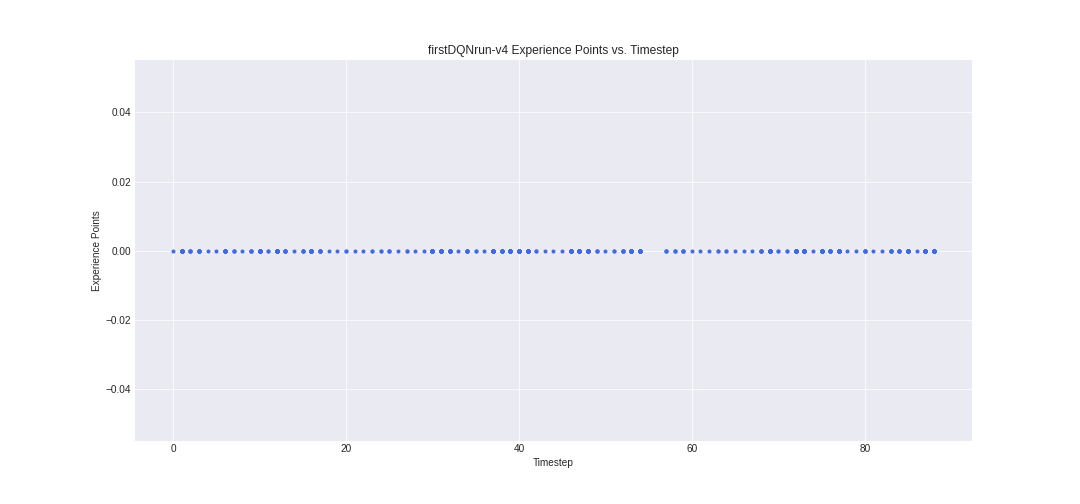 firstDQNrun-v4 Experience Points vs. Timestep
Experience Points
0.04
0.02
0.00
−0.02
−0.04
0 20 40 60 80
Timestep